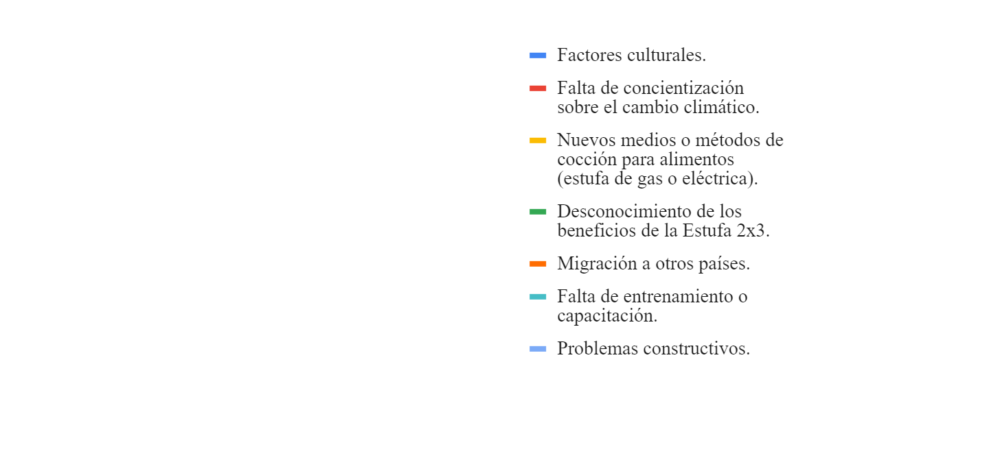 Factores culturales.
Falta de concientización
sobre el cambio climático.
Nuevos medios o métodos de
cocción para alimentos
(estufa de gas o eléctrica).
Desconocimiento de los
beneficios de la Estufa 2x3.
Migración a otros países.
Falta de entrenamiento o
capacitación.
Problemas constructivos.